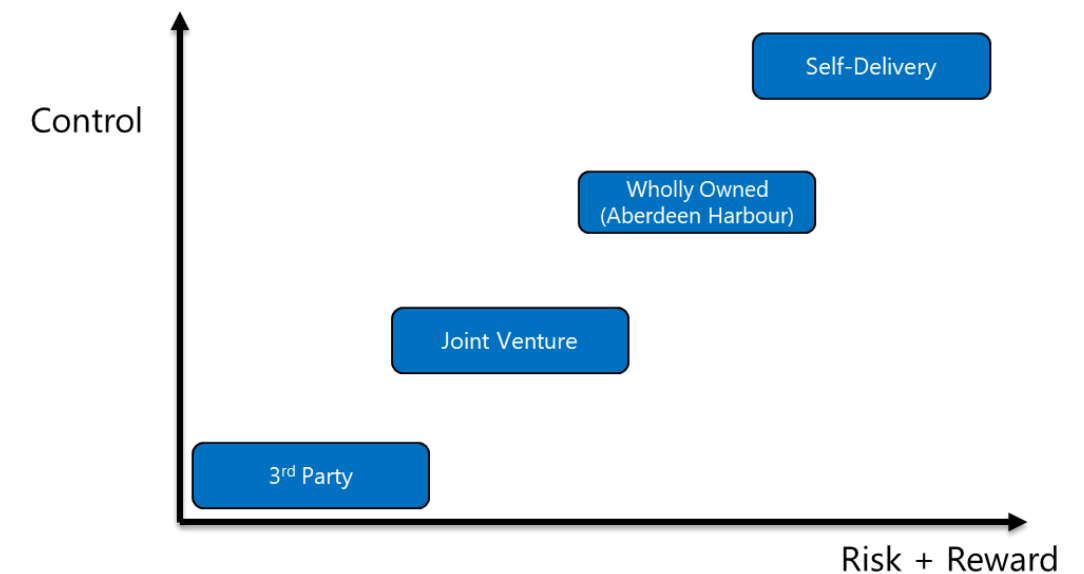 Control
Self-Delivery
Wholly Owned
(Aberdeen Harbour)
Joint Venture
3rd Party
Risk + Reward